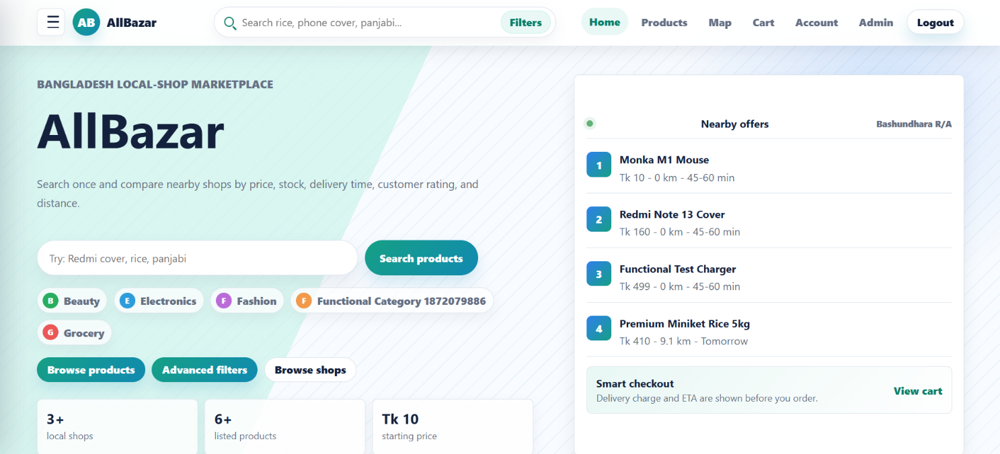 AB AllBazar
Search rice, phone cover, panjabi...
Filters
Home Products Map Cart Account Admin Logout
BANGLADESH LOCAL-SHOP MARKETPLACE
AllBazar
Search once and compare nearby shops by price, stock, delivery time, customer rating, and
distance.
Try: Redmi cover, rice, panjabi
Search products
B Beauty E Electronics F Fashion F Functional Category 1872079886
G Grocery
Browse products Advanced filters Browse shops
3+
local shops
6+
listed products
Tk 10
starting price
Nearby offers
Bashundhara R/A
1
Monka M1 Mouse
Tk 10 - 0 km - 45-60 min
2
Redmi Note 13 Cover
Tk 160 - 0 km - 45-60 min
3
Functional Test Charger
Tk 499 - 0 km - 45-60 min
4
Premium Miniket Rice 5kg
Tk 410 - 9.1 km - Tomorrow
Smart checkout
Delivery charge and ETA are shown before you order.
View cart